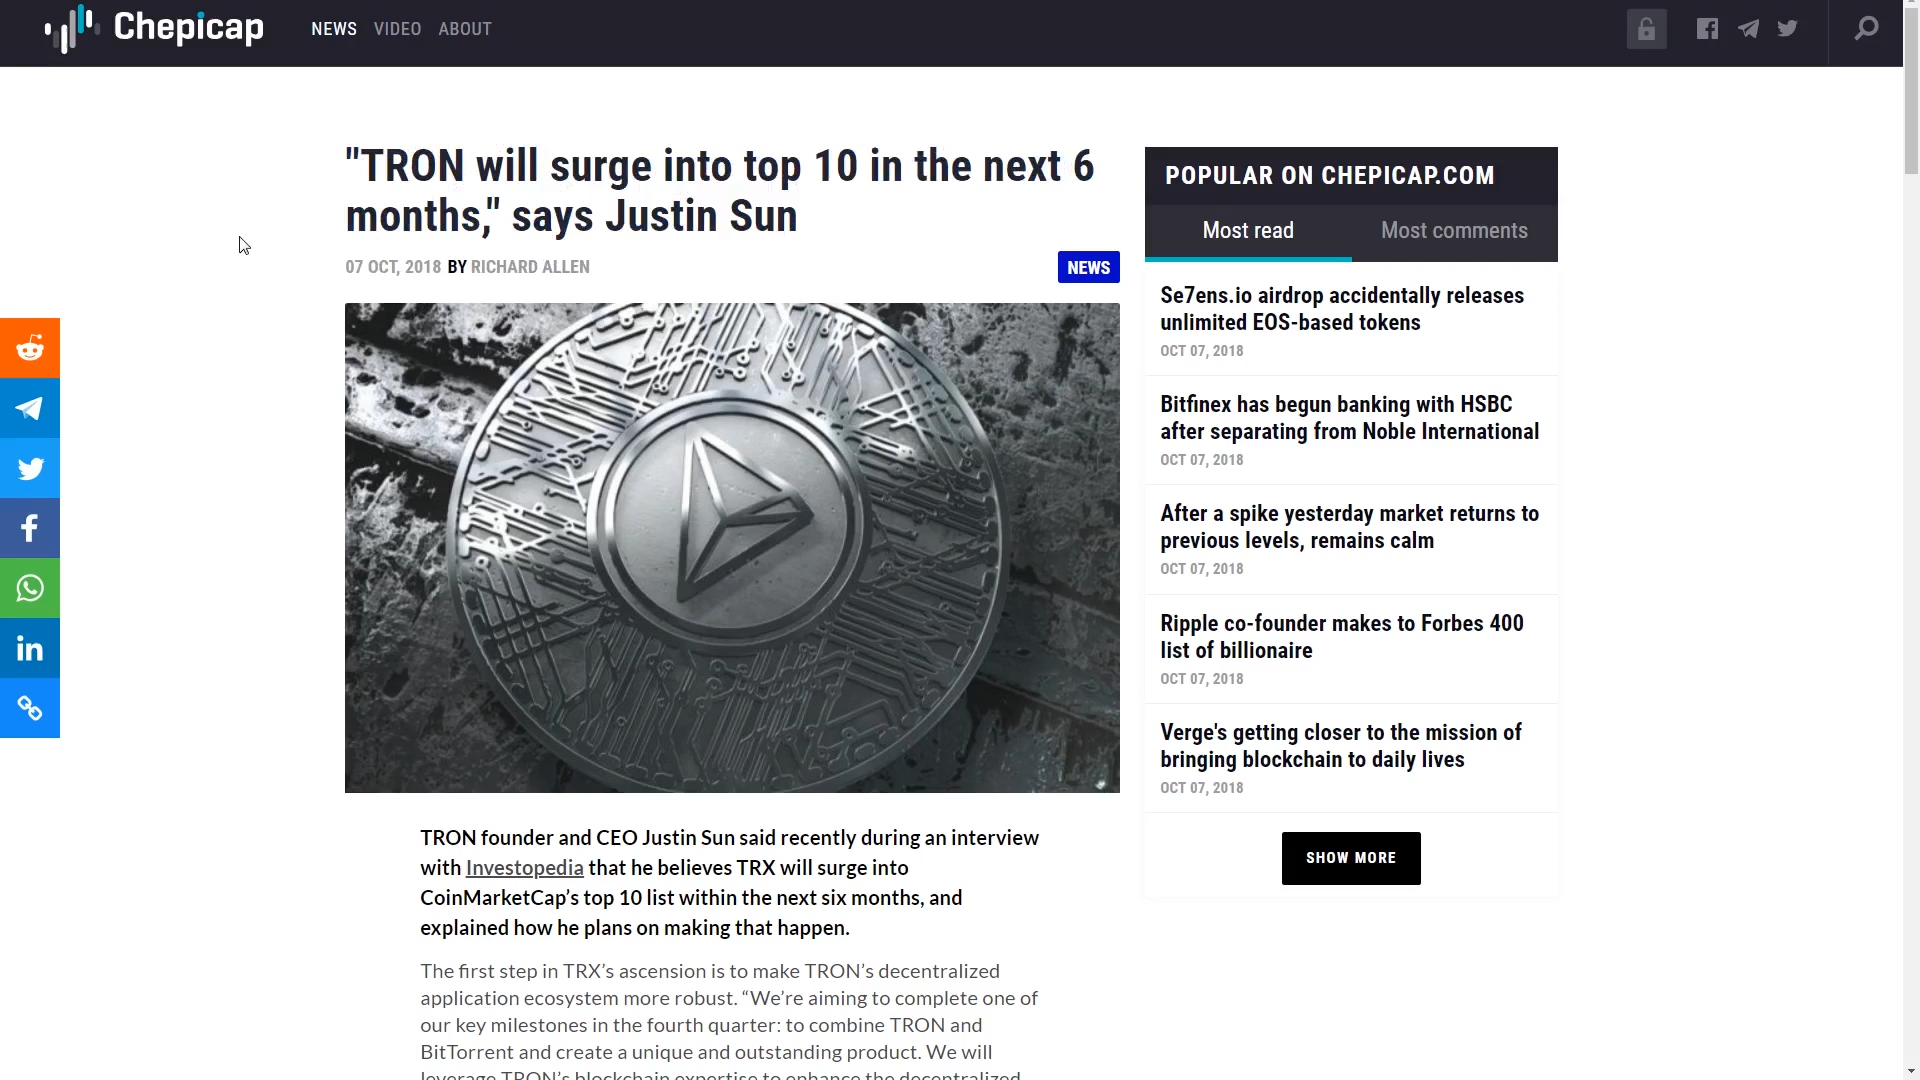 Chepicap
NEWS VIDEO ABOUT
"TRON will surge into top 10 in the next 6
months," says Justin Sun
07 OCT, 2018 BY RICHARD ALLEN
NEWS
TRON founder and CEO Justin Sun said recently during an interview
with Investopedia that he believes TRX will surge into
CoinMarketCap’s top 10 list within the next six months, and
explained how he plans on making that happen.
The first step in TRX’s ascension is to make TRON’s decentralized
application ecosystem more robust. “We’re aiming to complete one of
our key milestones in the fourth quarter: to combine TRON and
BitTorrent and create a unique and outstanding product. We will
leverage TRON’s blockchain expertise to enhance the decentralized
POPULAR ON CHEPICAP.COM
Most read Most comments
Se7ens.io airdrop accidentally releases
unlimited EOS-based tokens
OCT 07, 2018
Bitfinex has begun banking with HSBC
after separating from Noble International
OCT 07, 2018
After a spike yesterday market returns to
previous levels, remains calm
OCT 07, 2018
Ripple co-founder makes to Forbes 400
list of billionaire
OCT 07, 2018
Verge's getting closer to the mission of
bringing blockchain to daily lives
OCT 07, 2018
SHOW MORE